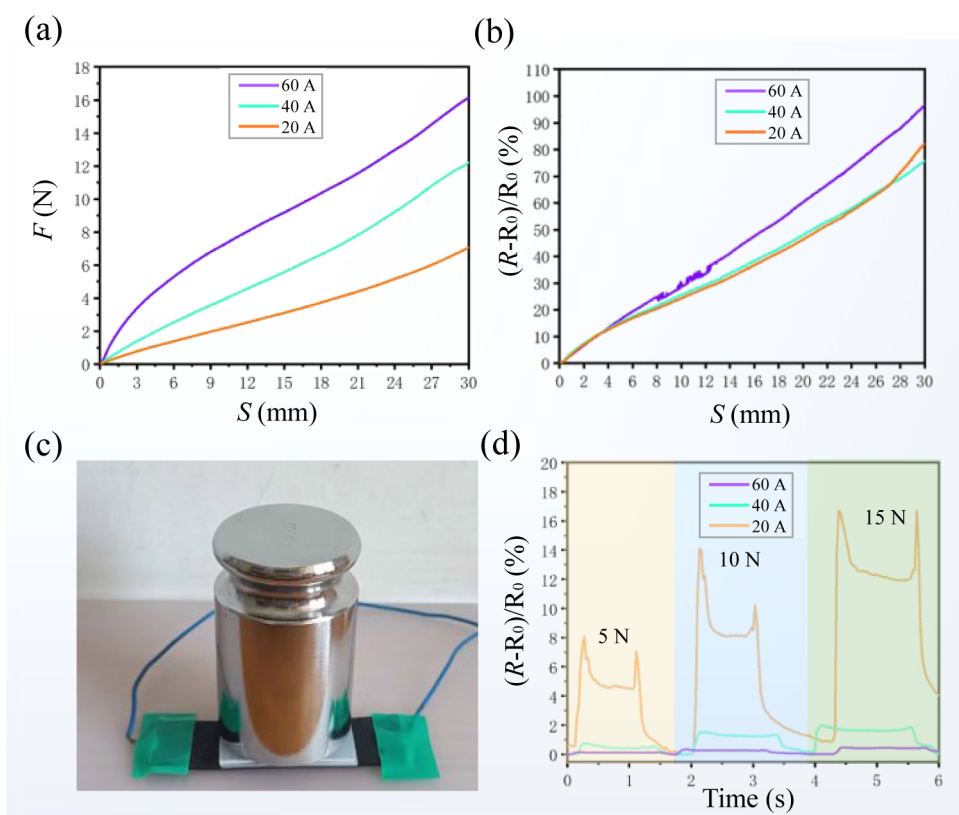 (a)
18
16
14
12
10
8
6
4
2
0
F (N)
60 A
40 A
20 A
0 3 6 9 12 15 18 21 24 27 30
S (mm)
(b)
110
100
90
80
70
60
50
40
30
20
10
0
(R-R₀)/R₀ (%)
60 A
40 A
20 A
0 2 4 6 8 10 12 14 16 18 20 22 24 26 28 30
S (mm)
(c)
(d)
20
18
16
14
12
10
8
6
4
2
0
(R-R₀)/R₀ (%)
60 A
40 A
20 A
5 N
10 N
15 N
0 1 2 3 4 5 6
Time (s)